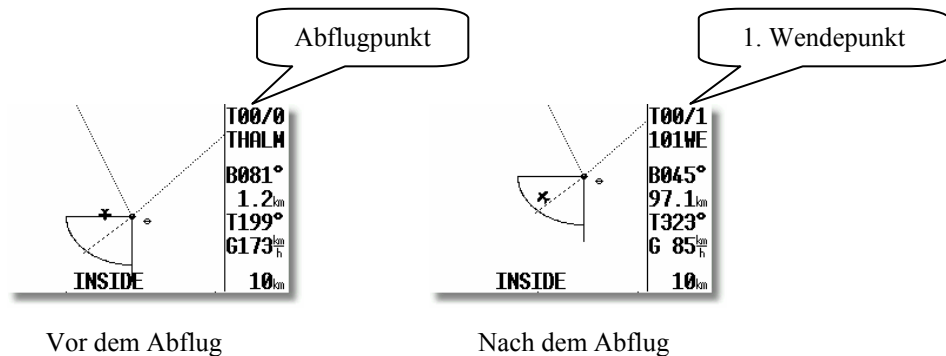 Abflugpunkt
1. Wendepunkt
T00/0
THALM
B081°
1.2km
T199°
G173km/h
INSIDE 10km
T00/1
101WE
B045°
97.1km
T323°
G 85km/h
INSIDE 10km
Vor dem Abflug
Nach dem Abflug